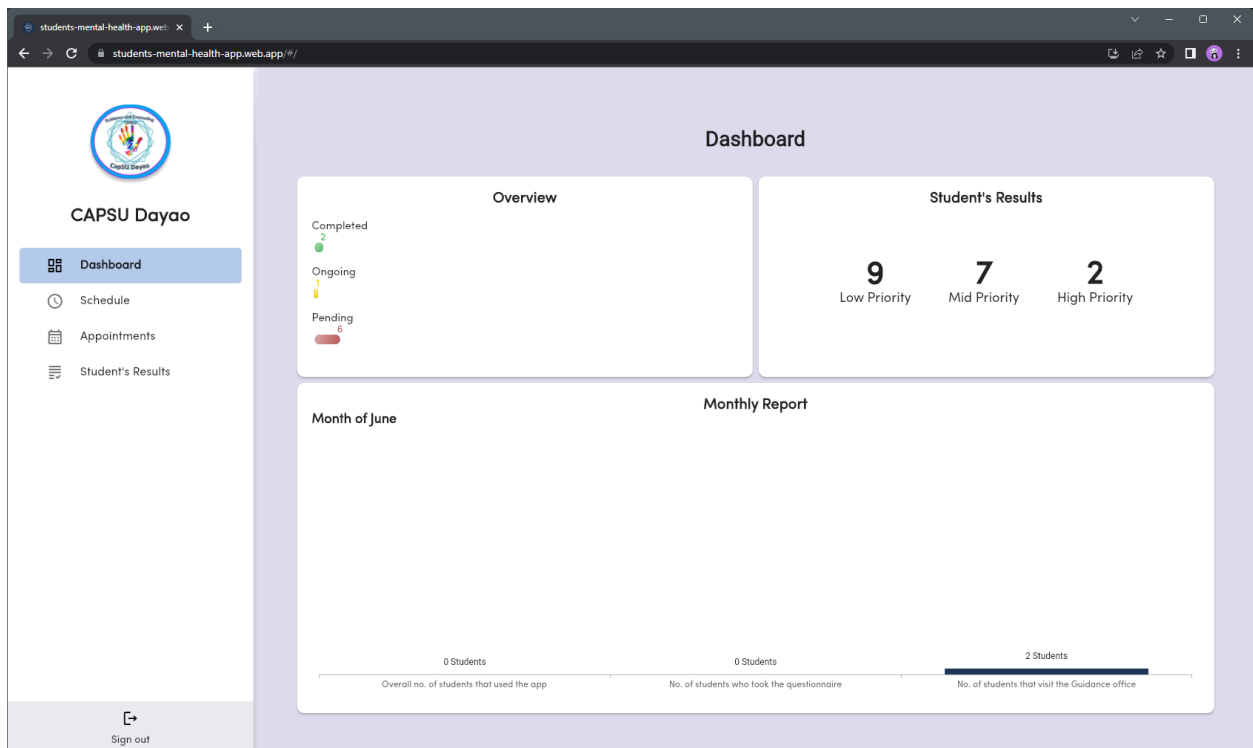 students-mental-health-app.web
students-mental-health-app.web.app/#/
Guidance and Counseling
CapSU Dayao
CAPSU Dayao
Dashboard
Schedule
Appointments
Student's Results
Sign out
Dashboard
Overview
Completed
2
Ongoing
1
Pending
6
Student's Results
9 7 2
Low Priority Mid Priority High Priority
Monthly Report
Month of June
0 Students 0 Students 2 Students
Overall no. of students that used the app No. of students who took the questionnaire No. of students that visit the Guidance office